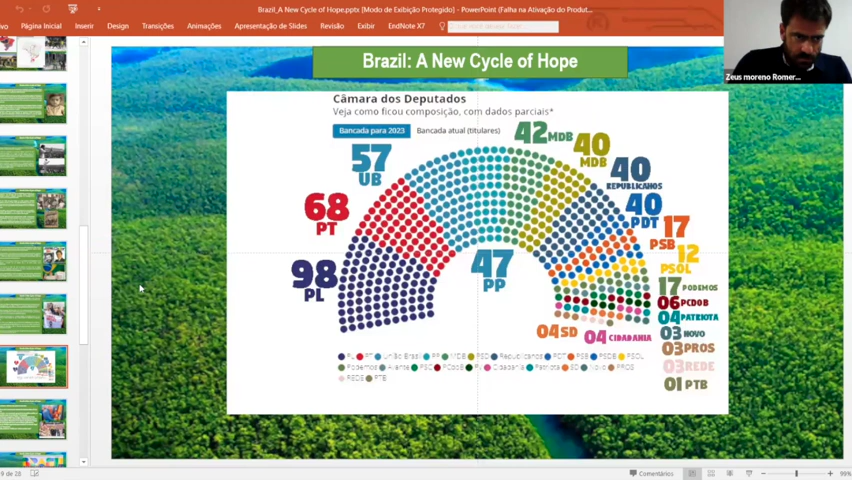 Brazil_A New Cycle of Hope.pptx [Modo de Exibição Protegido] - PowerPoint (Falha na Ativação do Produt...
Página Inicial Inserir Design Transições Animações Apresentação de Slides Revisão Exibir EndNote X7
Brazil: A New Cycle of Hope
Zeus moreno Romer...
Câmara dos Deputados
Veja como ficou composição, com dados parciais*
Bancada para 2023 Bancada atual (titulares)
42 MDB
40
MDB
57
UB
40
REPUBLICANOS
68
PT
40
PDT
17
PSB
12
PSOL
98
PL
47
PP
17 PODEMOS
06 PCDOB
04 PATRIOTA
03 NOVO
03 PROS
03 REDE
01 PTB
04 SD
04 CIDADANIA
PL PT União Brasil PP MDB PSD Republicanos PDT PSB PSDB PSOL
Podemos Avante PSC PCdoB PV Cidadania Patriota SD Novo PROS
REDE PTB
9 de 28
Comentários
99%